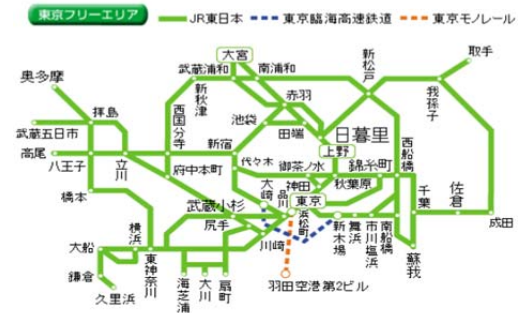 東京フリーエリア
JR東日本
東京臨海高速鉄道
東京モノレール
大宮
新松戸
取手
武蔵浦和
南浦和
奥多摩
新秋津
赤羽
我孫子
拝島
西国分寺
池袋
田端
日暮里
武蔵五日市
高尾
八王子
立川
新宿
上野
西船橋
代々木
御茶ノ水
錦糸町
府中本町
秋葉原
橋本
大崎
品川
神田
千葉
佐倉
武蔵小杉
東京
浜松町
成田
尻手
新木場
舞浜
市川塩浜
南船橋
大船
横浜
川崎
蘇我
東神奈川
鎌倉
久里浜
海芝浦
大川
扇町
羽田空港第2ビル